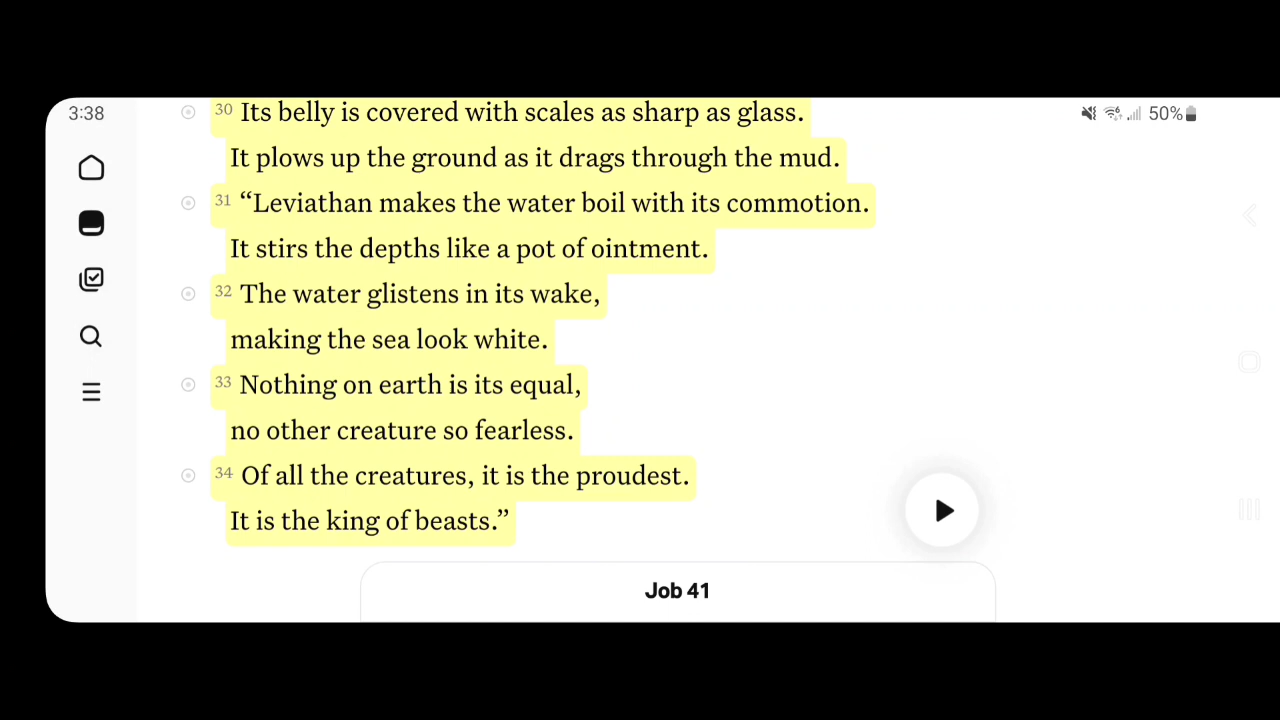 3:38
50%
30 Its belly is covered with scales as sharp as glass.
It plows up the ground as it drags through the mud.
31 “Leviathan makes the water boil with its commotion.
It stirs the depths like a pot of ointment.
32 The water glistens in its wake,
making the sea look white.
33 Nothing on earth is its equal,
no other creature so fearless.
34 Of all the creatures, it is the proudest.
It is the king of beasts.”
Job 41